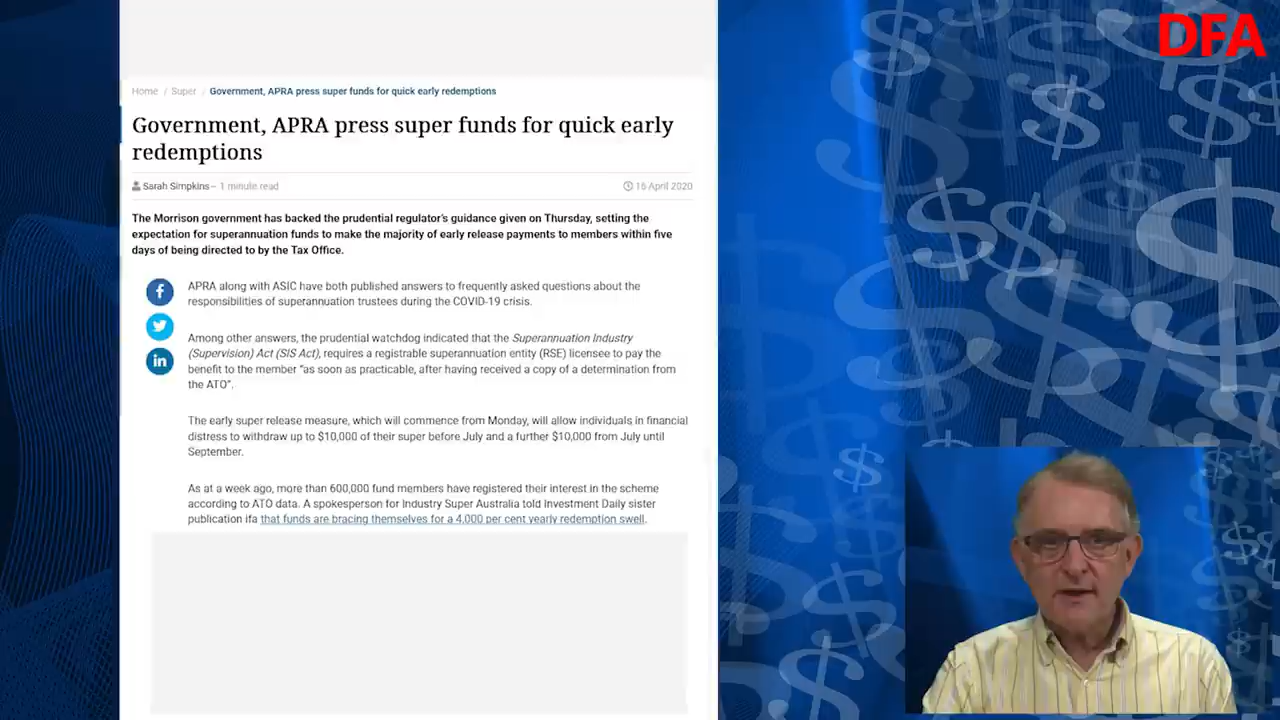 DFA
Home / Super / Government, APRA press super funds for quick early redemptions
Government, APRA press super funds for quick early
redemptions
Sarah Simpkins – 1 minute read
16 April 2020
The Morrison government has backed the prudential regulator's guidance given on Thursday, setting the
expectation for superannuation funds to make the majority of early release payments to members within five
days of being directed to by the Tax Office.
APRA along with ASIC have both published answers to frequently asked questions about the
responsibilities of superannuation trustees during the COVID-19 crisis.
Among other answers, the prudential watchdog indicated that the Superannuation Industry
(Supervision) Act (SIS Act), requires a registrable superannuation entity (RSE) licensee to pay the
benefit to the member "as soon as practicable, after having received a copy of a determination from
the ATO".
The early super release measure, which will commence from Monday, will allow individuals in financial
distress to withdraw up to $10,000 of their super before July and a further $10,000 from July until
September.
As at a week ago, more than 600,000 fund members have registered their interest in the scheme
according to ATO data. A spokesperson for Industry Super Australia told Investment Daily sister
publication ifa that funds are bracing themselves for a 4,000 per cent yearly redemption swell.